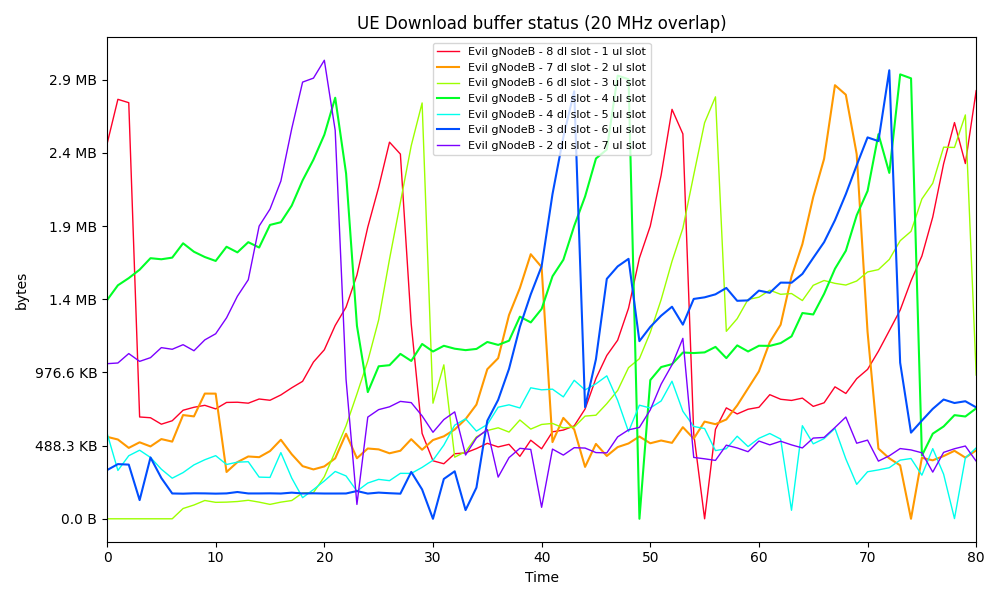 UE Download buffer status (20 MHz overlap)
Evil gNodeB - 8 dl slot - 1 ul slot
Evil gNodeB - 7 dl slot - 2 ul slot
Evil gNodeB - 6 dl slot - 3 ul slot
Evil gNodeB - 5 dl slot - 4 ul slot
Evil gNodeB - 4 dl slot - 5 ul slot
Evil gNodeB - 3 dl slot - 6 ul slot
Evil gNodeB - 2 dl slot - 7 ul slot
2.9 MB
2.4 MB
1.9 MB
1.4 MB
976.6 KB
488.3 KB
0.0 B
bytes
0 10 20 30 40 50 60 70 80
Time